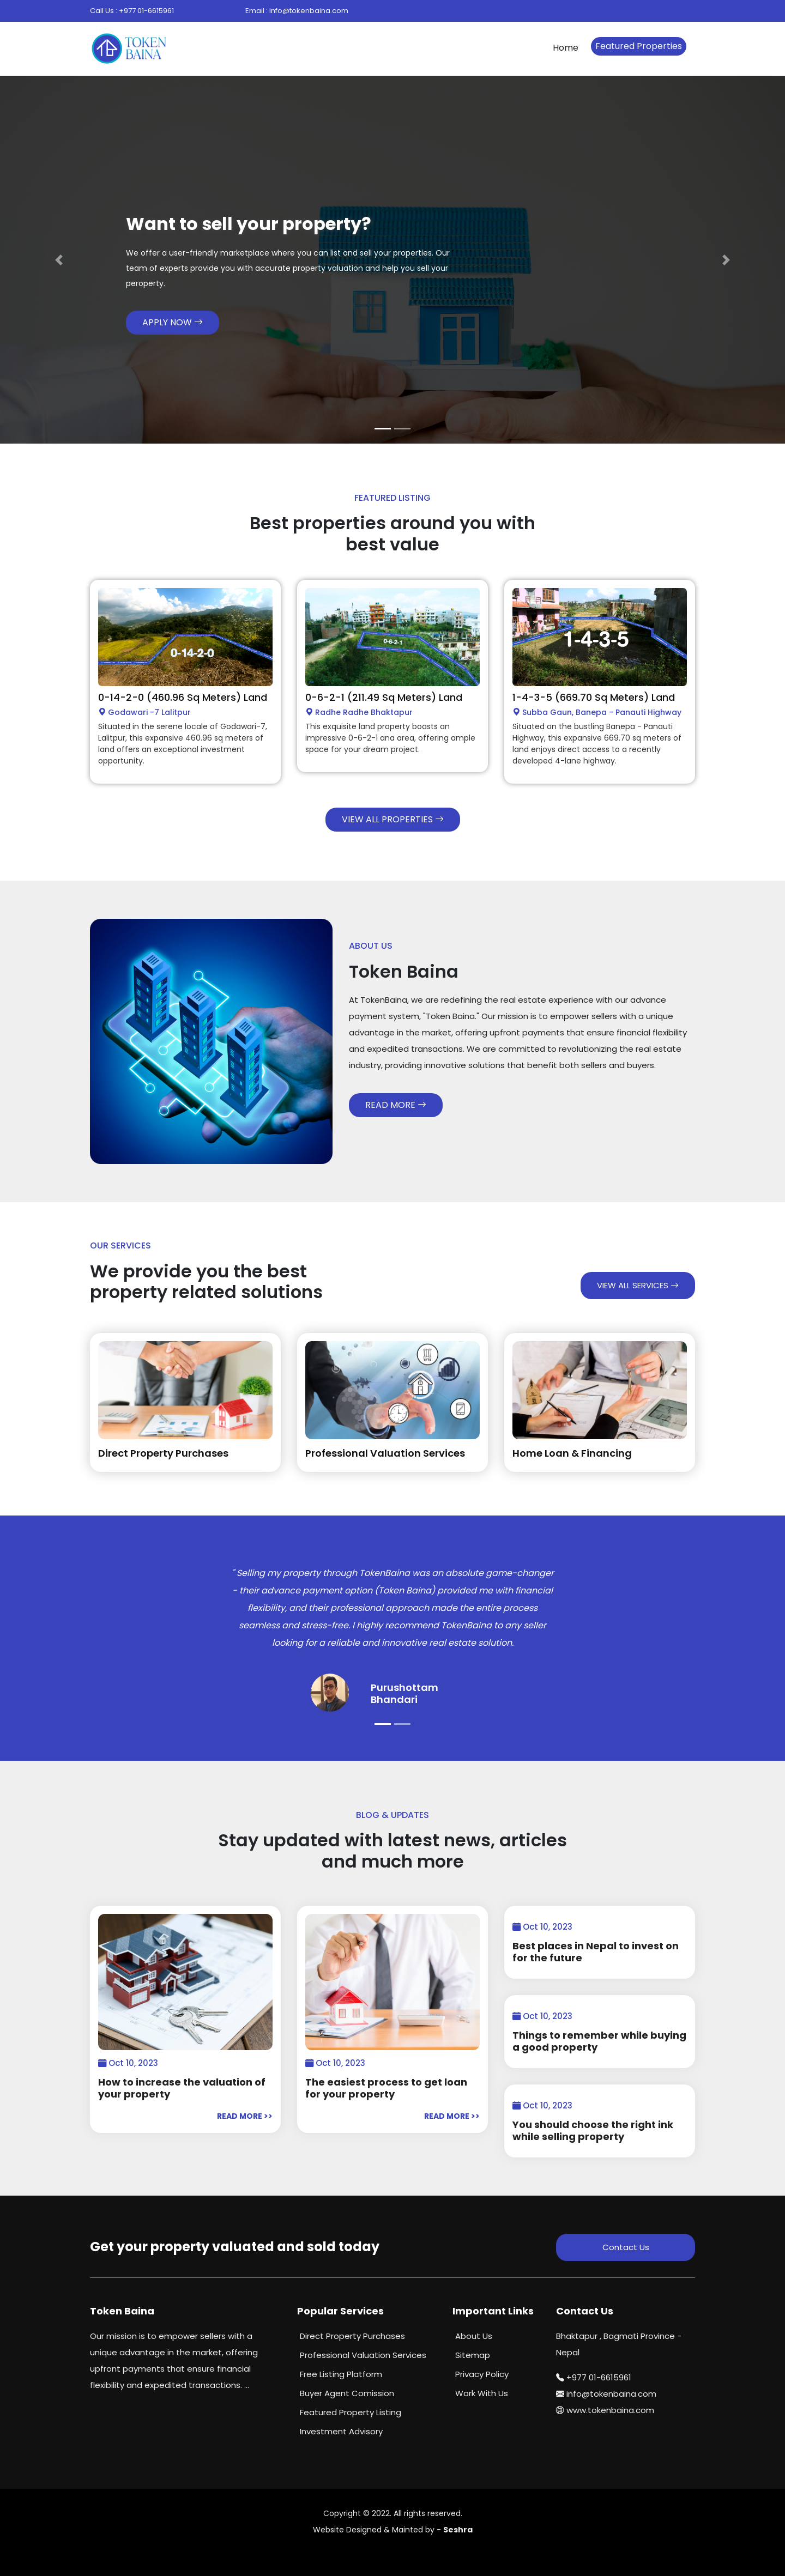 Call Us : +977 01-6615961
Email : info@tokenbaina.com
TOKEN
BAINA
Home
Featured Properties
Want to sell your property?
We offer a user-friendly marketplace where you can list and sell your properties. Our
team of experts provide you with accurate property valuation and help you sell your
peroperty.
APPLY NOW
FEATURED LISTING
Best properties around you with
best value
0-14-2-0
0-14-2-0 (460.96 Sq Meters) Land
Godawari -7 Lalitpur
Situated in the serene locale of Godawari-7,
Lalitpur, this expansive 460.96 sq meters of
land offers an exceptional investment
opportunity.
0-6-2-1
0-6-2-1 (211.49 Sq Meters) Land
Radhe Radhe Bhaktapur
This exquisite land property boasts an
impressive 0-6-2-1 ana area, offering ample
space for your dream project.
1-4-3-5
1-4-3-5 (669.70 Sq Meters) Land
Subba Gaun, Banepa - Panauti Highway
Situated on the bustling Banepa - Panauti
Highway, this expansive 669.70 sq meters of
land enjoys direct access to a recently
developed 4-lane highway.
VIEW ALL PROPERTIES
ABOUT US
Token Baina
At TokenBaina, we are redefining the real estate experience with our advance
payment system, "Token Baina." Our mission is to empower sellers with a unique
advantage in the market, offering upfront payments that ensure financial flexibility
and expedited transactions. We are committed to revolutionizing the real estate
industry, providing innovative solutions that benefit both sellers and buyers.
READ MORE
OUR SERVICES
We provide you the best
property related solutions
VIEW ALL SERVICES
Direct Property Purchases
Professional Valuation Services
Home Loan & Financing
" Selling my property through TokenBaina was an absolute game-changer
- their advance payment option (Token Baina) provided me with financial
flexibility, and their professional approach made the entire process
seamless and stress-free. I highly recommend TokenBaina to any seller
looking for a reliable and innovative real estate solution.
Purushottam
Bhandari
BLOG & UPDATES
Stay updated with latest news, articles
and much more
Oct 10, 2023
How to increase the valuation of
your property
READ MORE >>
Oct 10, 2023
The easiest process to get loan
for your property
READ MORE >>
Oct 10, 2023
Best places in Nepal to invest on
for the future
Oct 10, 2023
Things to remember while buying
a good property
Oct 10, 2023
You should choose the right ink
while selling property
Get your property valuated and sold today
Contact Us
Token Baina
Our mission is to empower sellers with a
unique advantage in the market, offering
upfront payments that ensure financial
flexibility and expedited transactions. ...
Popular Services
Direct Property Purchases
Professional Valuation Services
Free Listing Platform
Buyer Agent Comission
Featured Property Listing
Investment Advisory
Important Links
About Us
Sitemap
Privacy Policy
Work With Us
Contact Us
Bhaktapur , Bagmati Province -
Nepal
+977 01-6615961
info@tokenbaina.com
www.tokenbaina.com
Copyright © 2022. All rights reserved.
Website Designed & Mainted by - Seshra